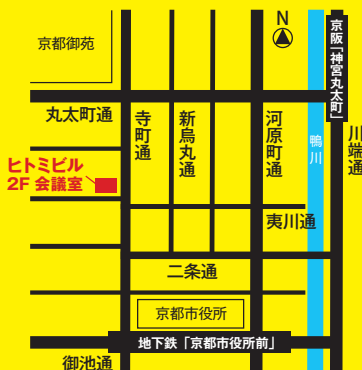 N
京都御苑
京阪「神宮丸太町」
丸太町通
寺町通
新烏丸通
河原町通
鴨川
川端通
ヒトミビル
2F 会議室
夷川通
二条通
京都市役所
地下鉄「京都市役所前」
御池通